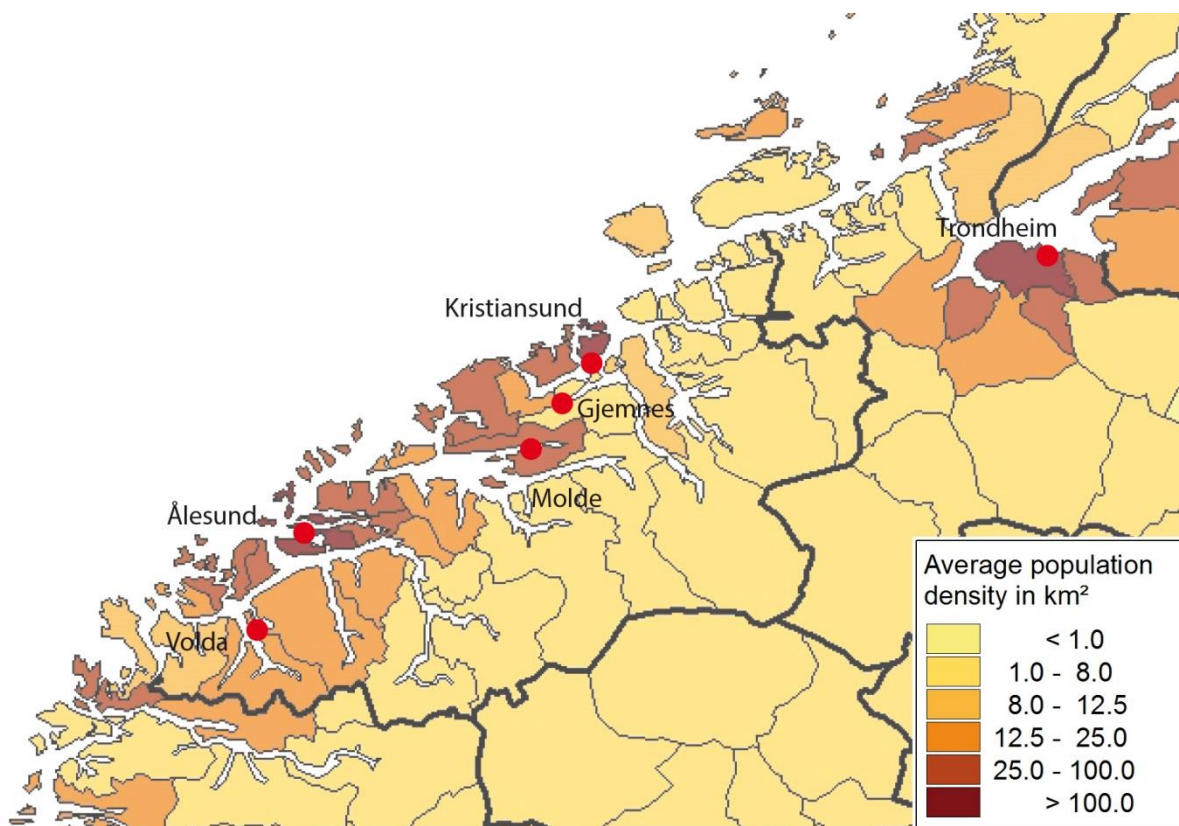 Trondheim
Kristiansund
Gjemnes
Molde
Ålesund
Volda
Average population
density in km²
< 1.0
1.0 - 8.0
8.0 - 12.5
12.5 - 25.0
25.0 - 100.0
> 100.0